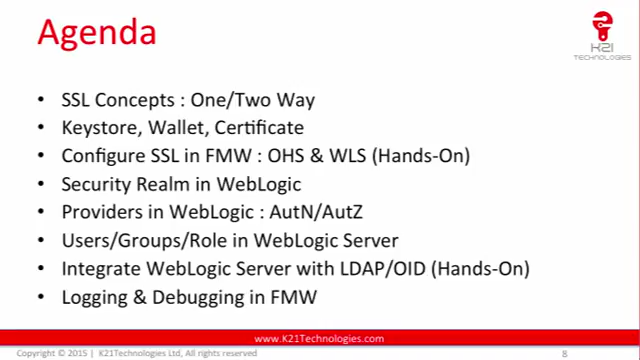 Agenda
K21
TECHNOLOGIES
• SSL Concepts : One/Two Way
• Keystore, Wallet, Certificate
• Configure SSL in FMW : OHS & WLS (Hands-On)
• Security Realm in WebLogic
• Providers in WebLogic : AutN/AutZ
• Users/Groups/Role in WebLogic Server
• Integrate WebLogic Server with LDAP/OID (Hands-On)
• Logging & Debugging in FMW
www.K21Technologies.com
Copyright © 2015 | K21Technologies Ltd, All rights reserved
8